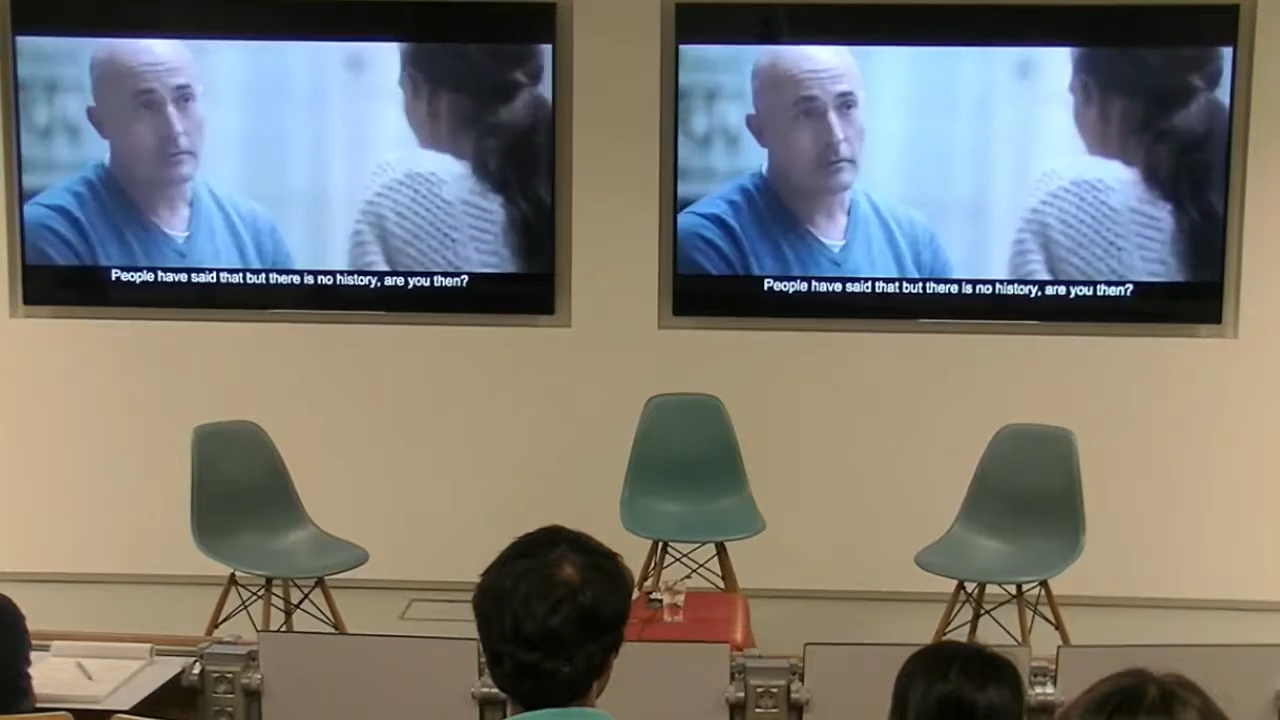 People have said that but there is no history, are you then?
People have said that but there is no history, are you then?